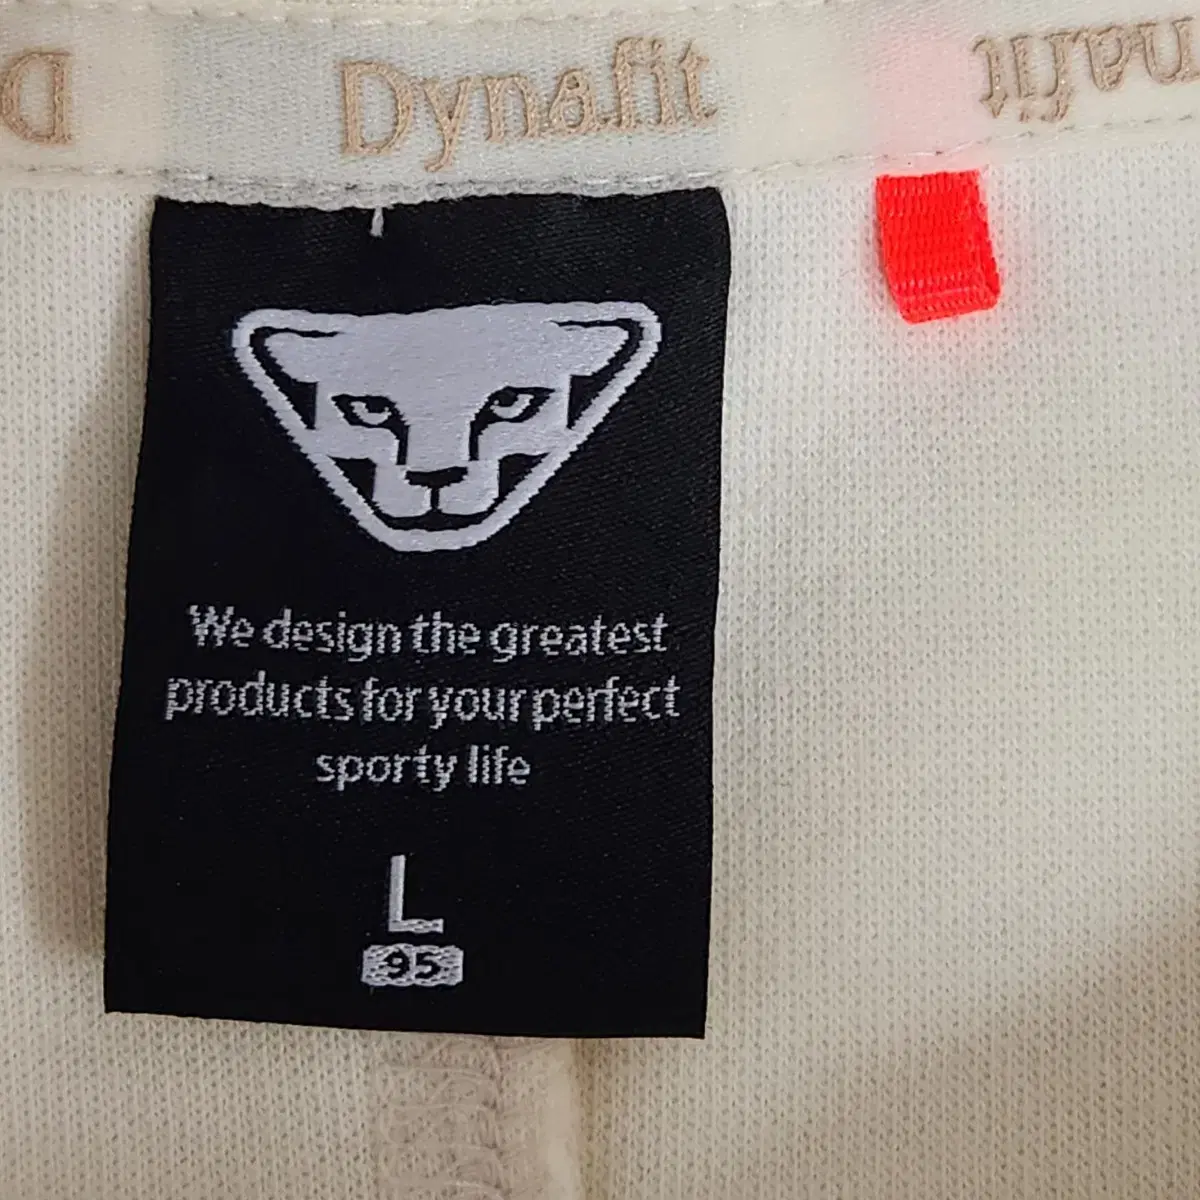 D
Dynafit
nafit
We design the greatest
products for your perfect
sporty life
L
95